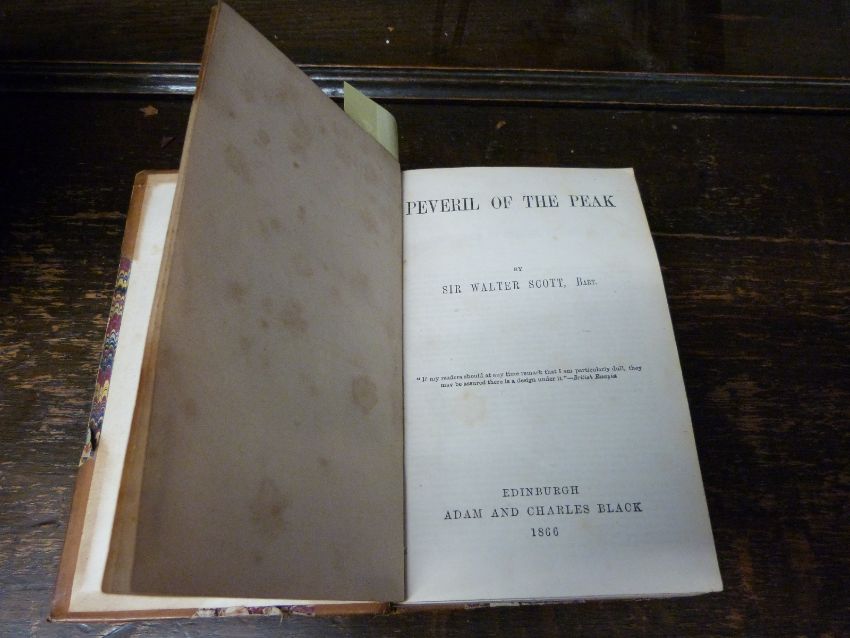 PEVERIL OF THE PEAK
BY
SIR WALTER SCOTT, Bart.
"If my readers should at any time remark that I am particularly dull, they
may be assured there is a design under it."—British Essayist
EDINBURGH
ADAM AND CHARLES BLACK
1866